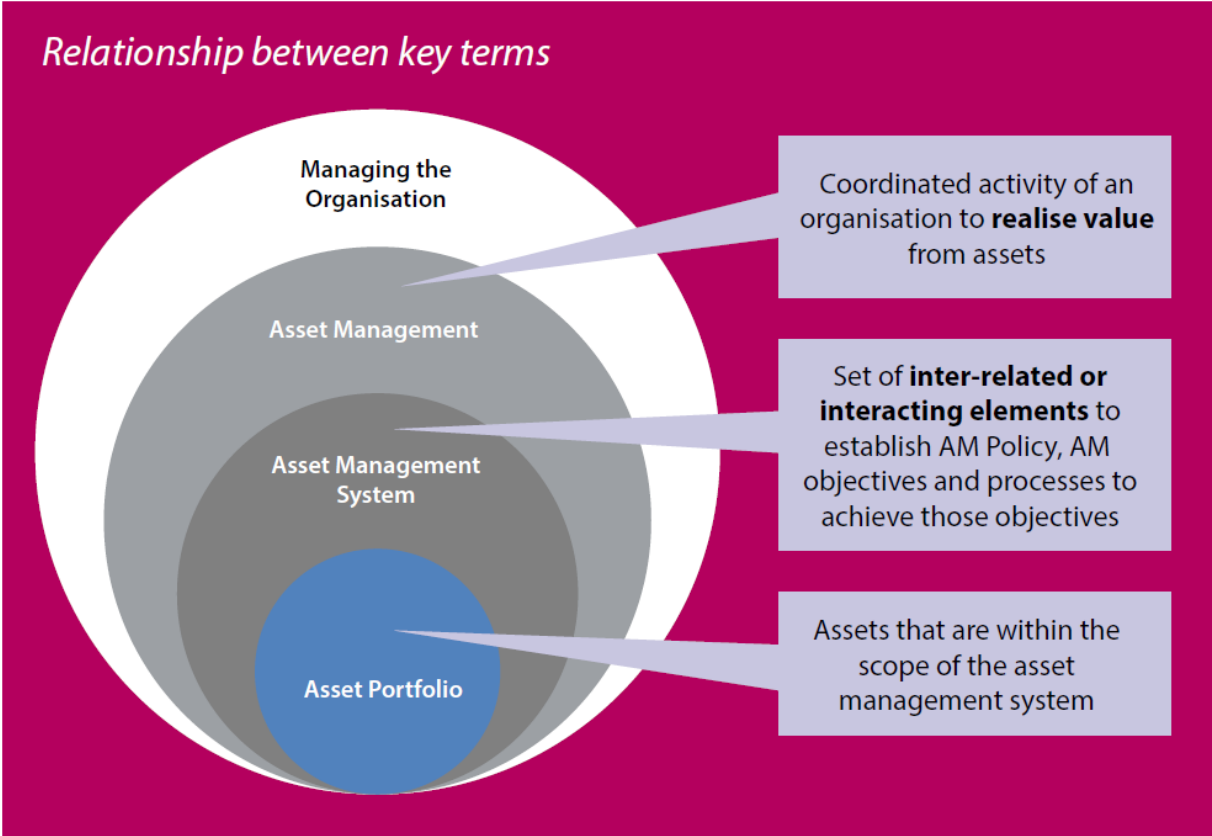 Relationship between key terms
Managing the
Organisation
Asset Management
Asset Management
System
Asset Portfolio
Coordinated activity of an
organisation to realise value
from assets
Set of inter-related or
interacting elements to
establish AM Policy, AM
objectives and processes to
achieve those objectives
Assets that are within the
scope of the asset
management system